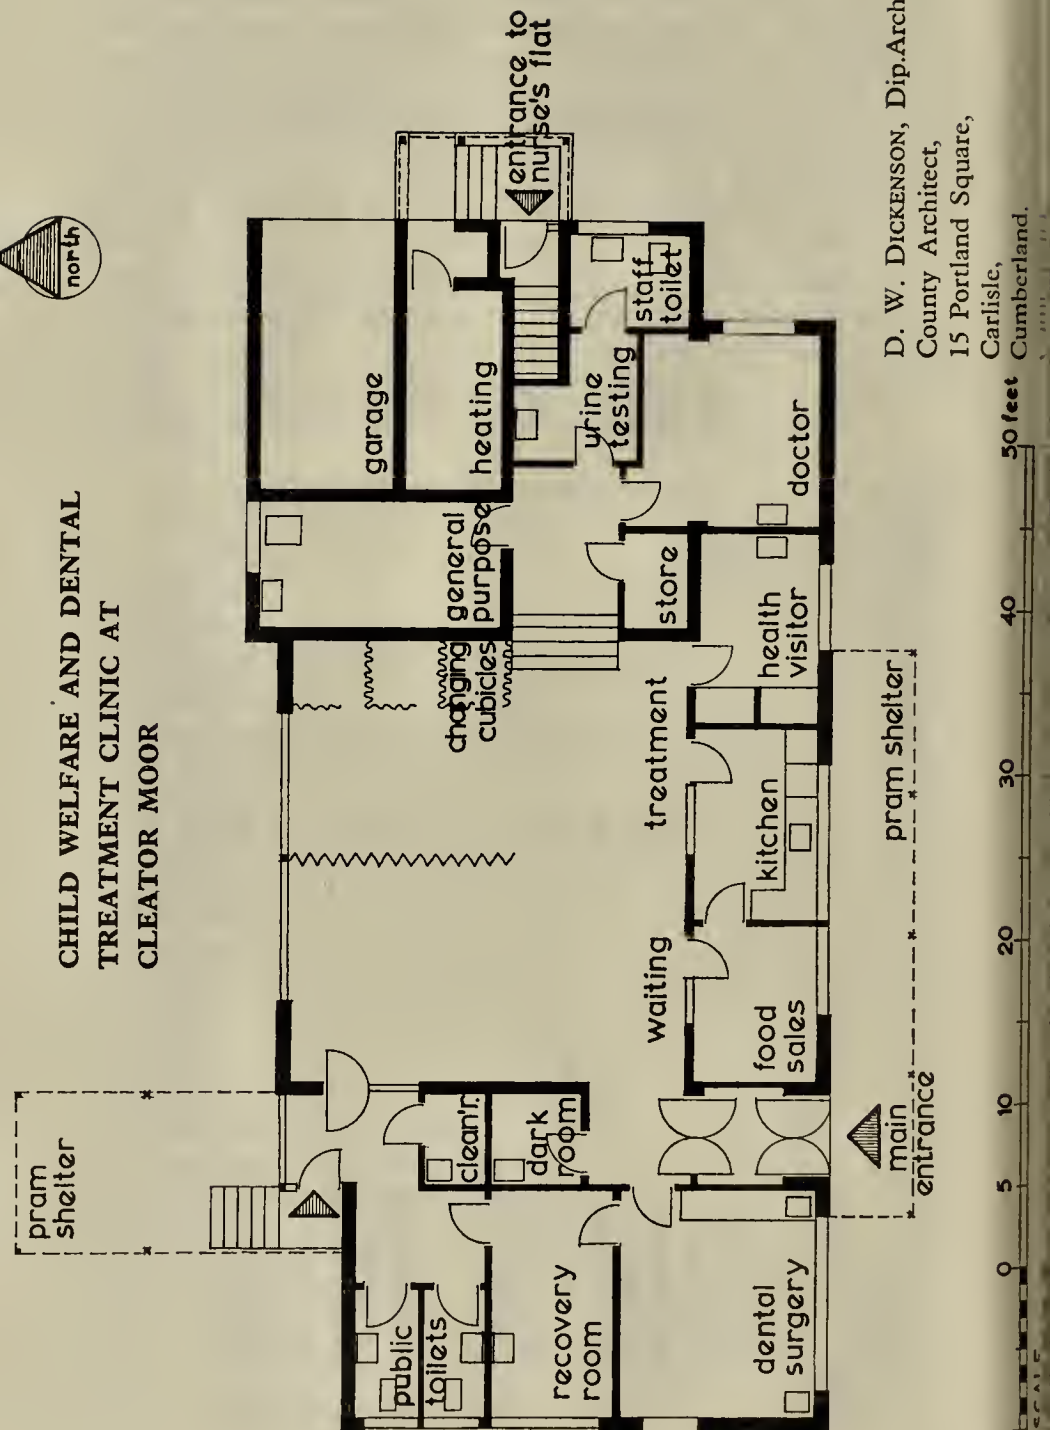 CHILD WELFARE AND DENTAL
TREATMENT CLINIC AT
CLEATOR MOOR
north
pram
shelter
entrance to
nurse's flat
garage
heating
staff
toilet
urine
testing
general
purpose
doctor
store
health
visitor
changing
cubicles
treatment
kitchen
pram shelter
waiting
food
sales
clean'r.
dark
room
main
entrance
public
toilets
recovery
room
dental
surgery
0
5
10
20
30
40
50 feet
D. W. DICKENSON, Dip.Arch
County Architect,
15 Portland Square,
Carlisle,
Cumberland.